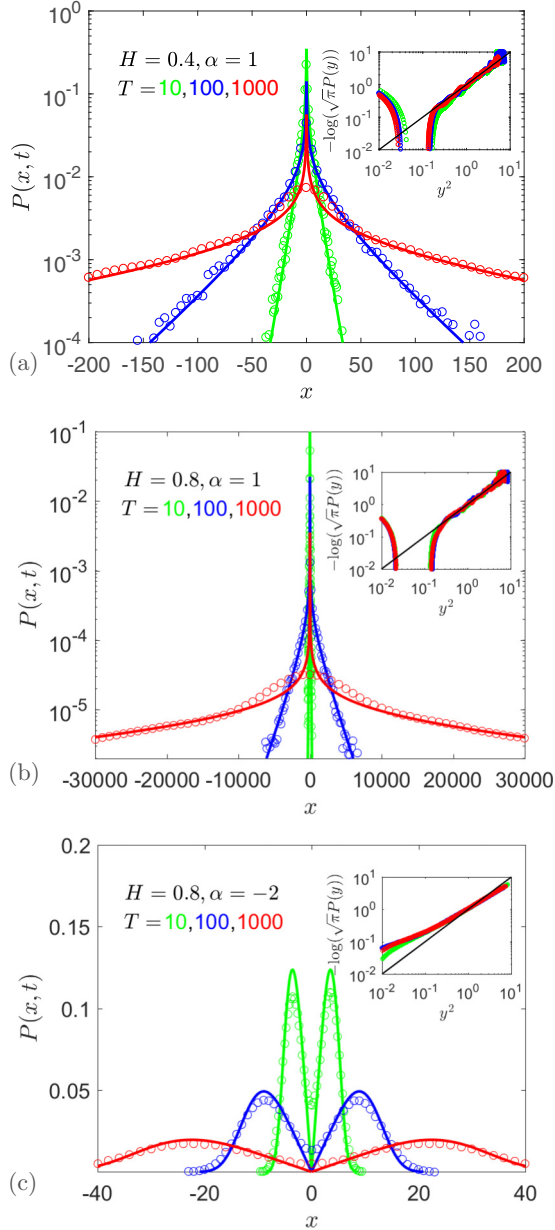 10^0
10^-1
10^-2
10^-3
10^-4
P(x, t)
H = 0.4, α = 1
T = 10,100,1000
−log(√πP(y))
10^1
10^0
10^-1
10^-2
10^-2 10^-1 10^0 10^1
y^2
-200 -150 -100 -50 0 50 100 150 200
x
(a)
10^-1
10^-2
10^-3
10^-4
10^-5
P(x, t)
H = 0.8, α = 1
T = 10,100,1000
−log(√πP(y))
10^1
10^0
10^-1
10^-2
10^-2 10^-1 10^0 10^1
y^2
-30000 -20000 -10000 0 10000 20000 30000
x
(b)
0.2
0.15
0.1
0.05
P(x, t)
H = 0.8, α = −2
T = 10,100,1000
−log(√πP(y))
10^1
10^0
10^-1
10^-2
10^-2 10^-1 10^0 10^1
y^2
-40 -20 0 20 40
x
(c)